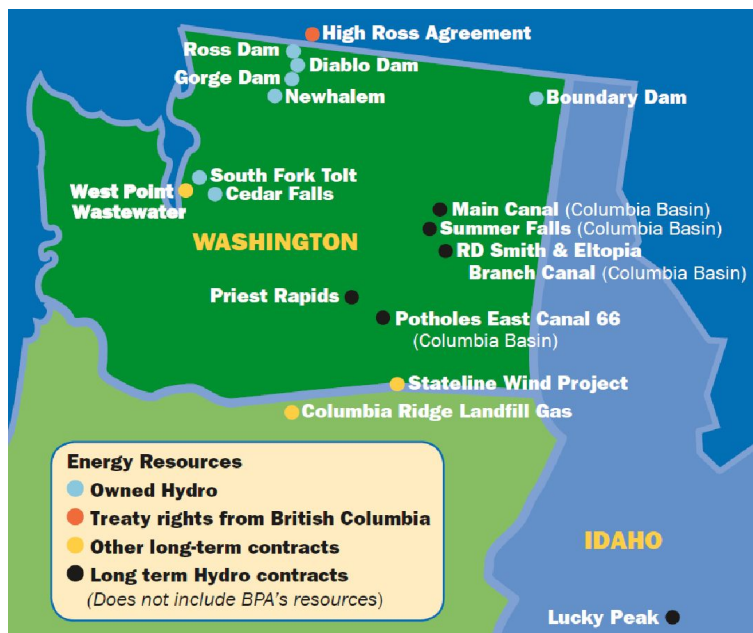 High Ross Agreement
Ross Dam
Diablo Dam
Gorge Dam
Newhalem
Boundary Dam
South Fork Tolt
West Point
Wastewater
Cedar Falls
Main Canal (Columbia Basin)
Summer Falls (Columbia Basin)
WASHINGTON
RD Smith & Eltopia
Branch Canal (Columbia Basin)
Priest Rapids
Potholes East Canal 66
(Columbia Basin)
Stateline Wind Project
Columbia Ridge Landfill Gas
Energy Resources
Owned Hydro
Treaty rights from British Columbia
Other long-term contracts
Long term Hydro contracts
(Does not include BPA's resources)
IDAHO
Lucky Peak